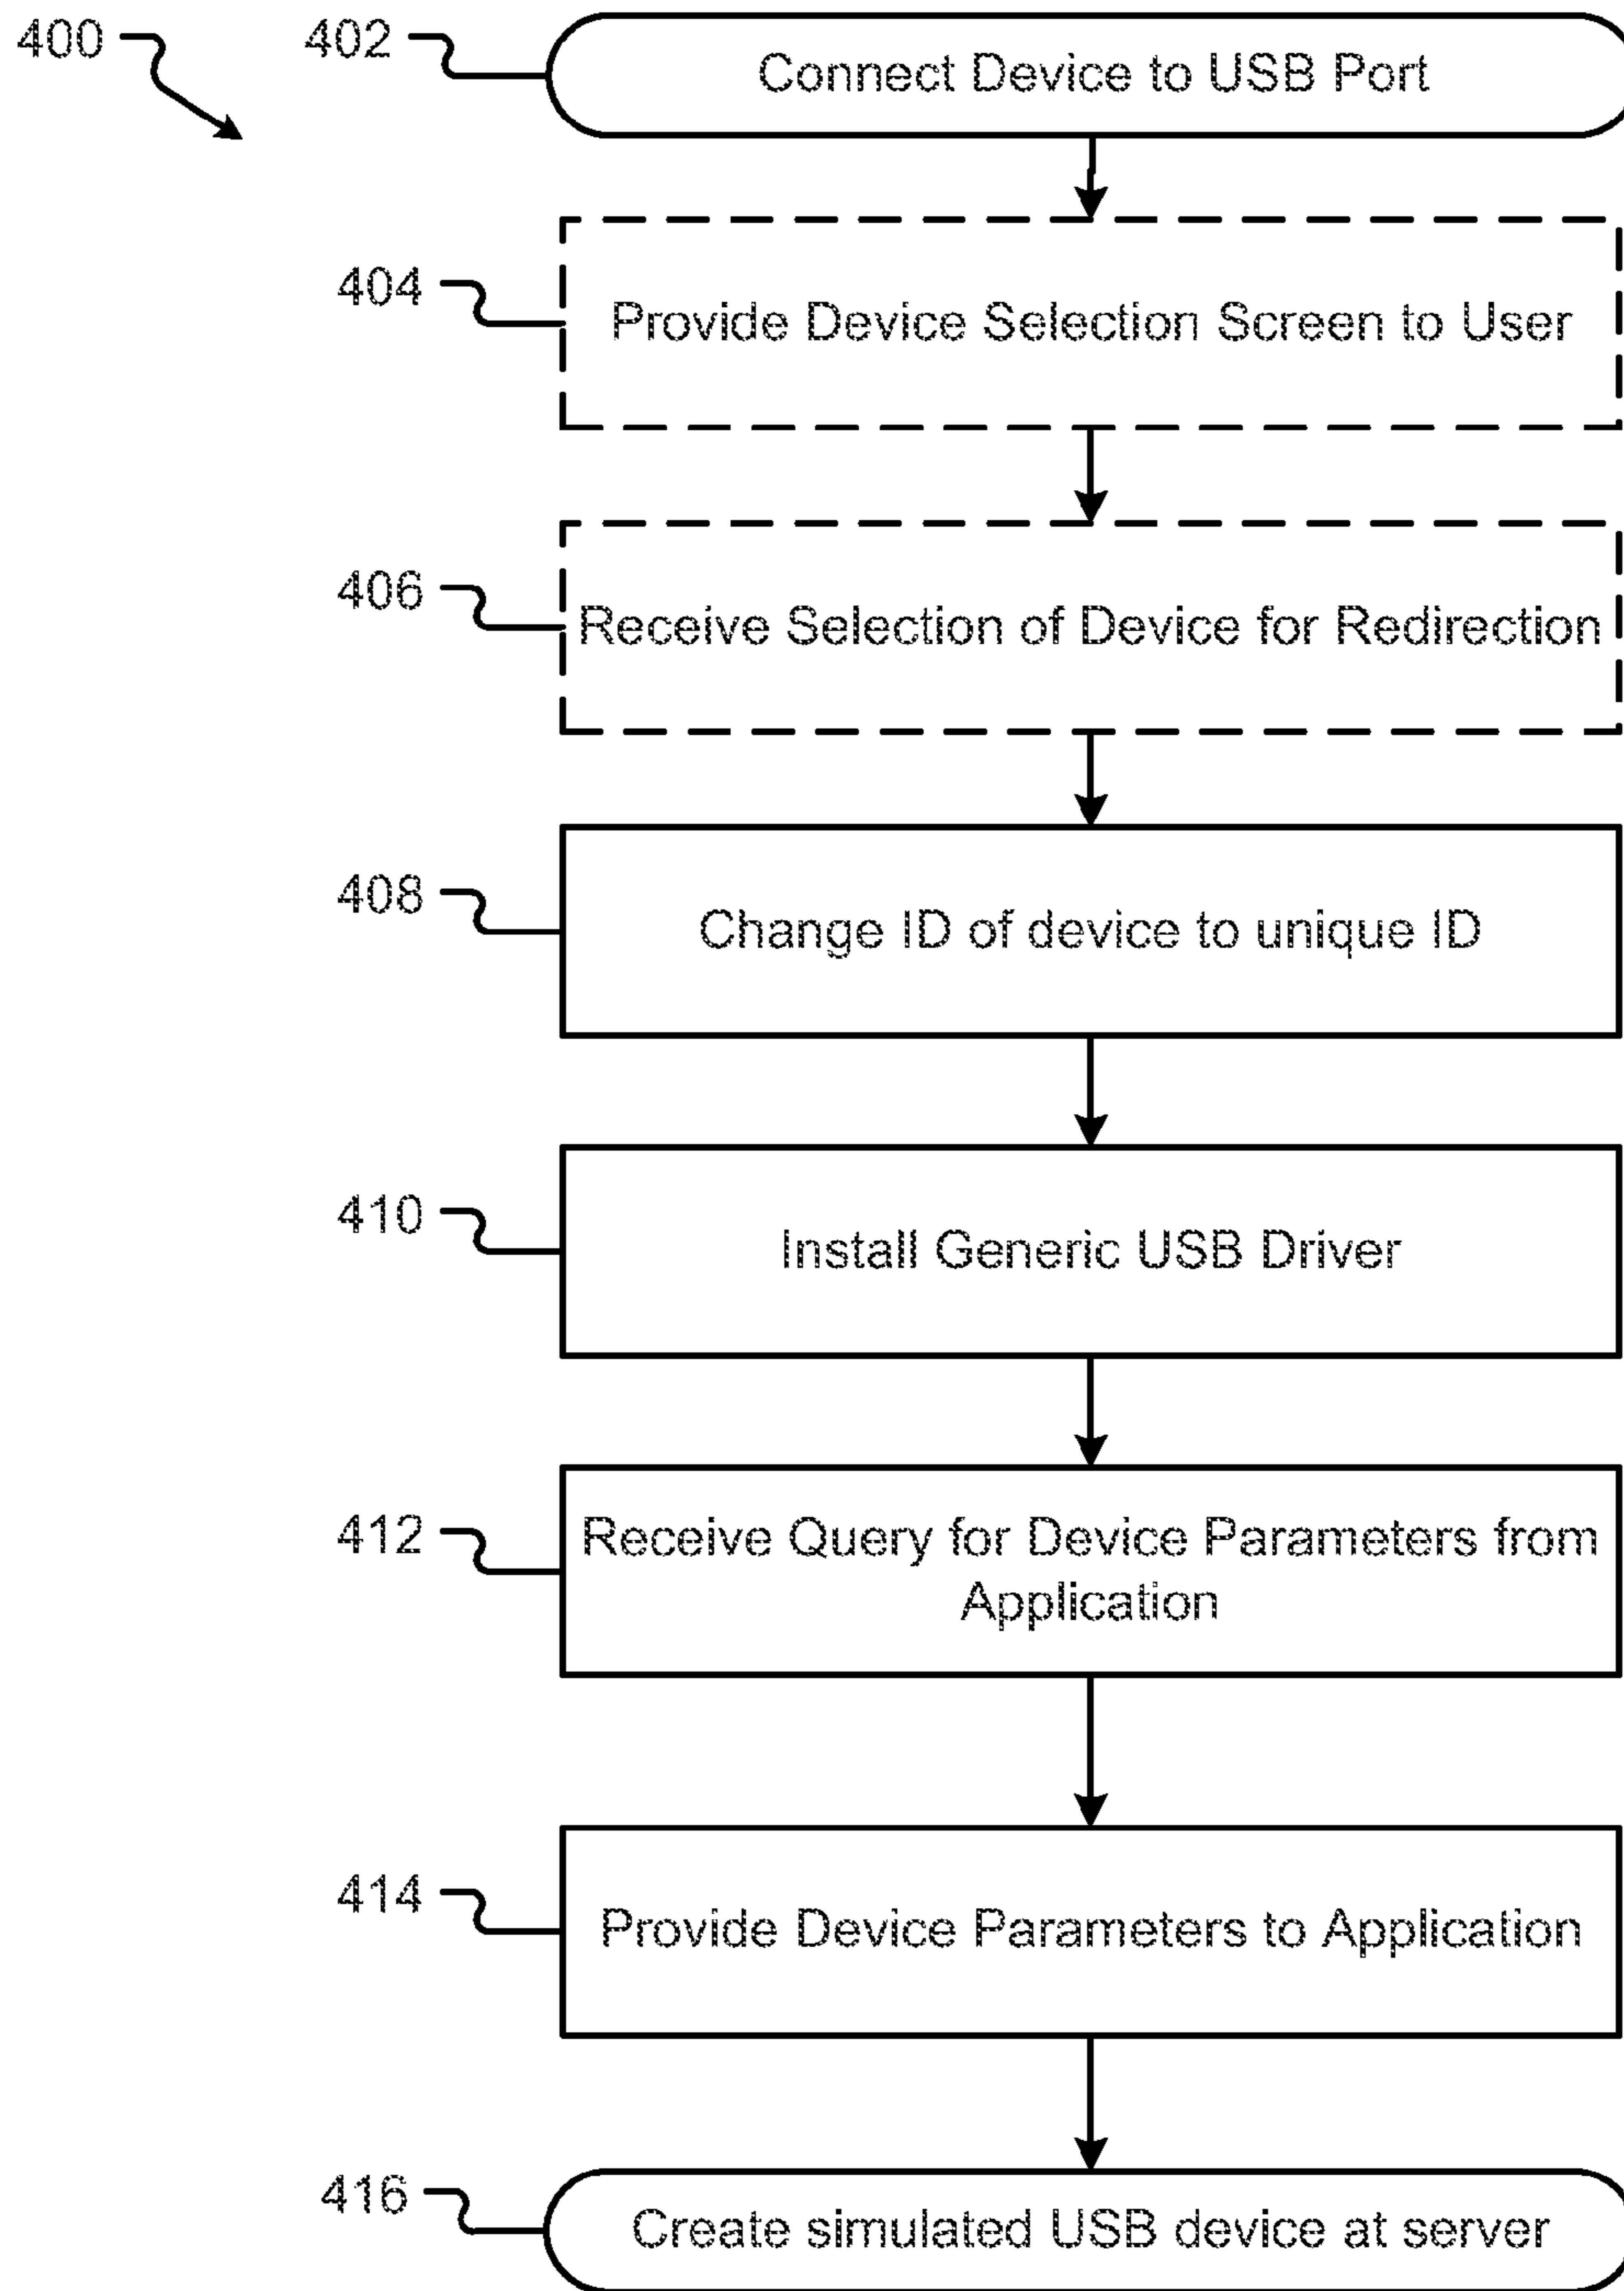 400
402
Connect Device to USB Port
404
Provide Device Selection Screen to User
406
Receive Selection of Device for Redirection
408
Change ID of device to unique ID
410
Install Generic USB Driver
412
Receive Query for Device Parameters from
Application
414
Provide Device Parameters to Application
416
Create simulated USB device at server